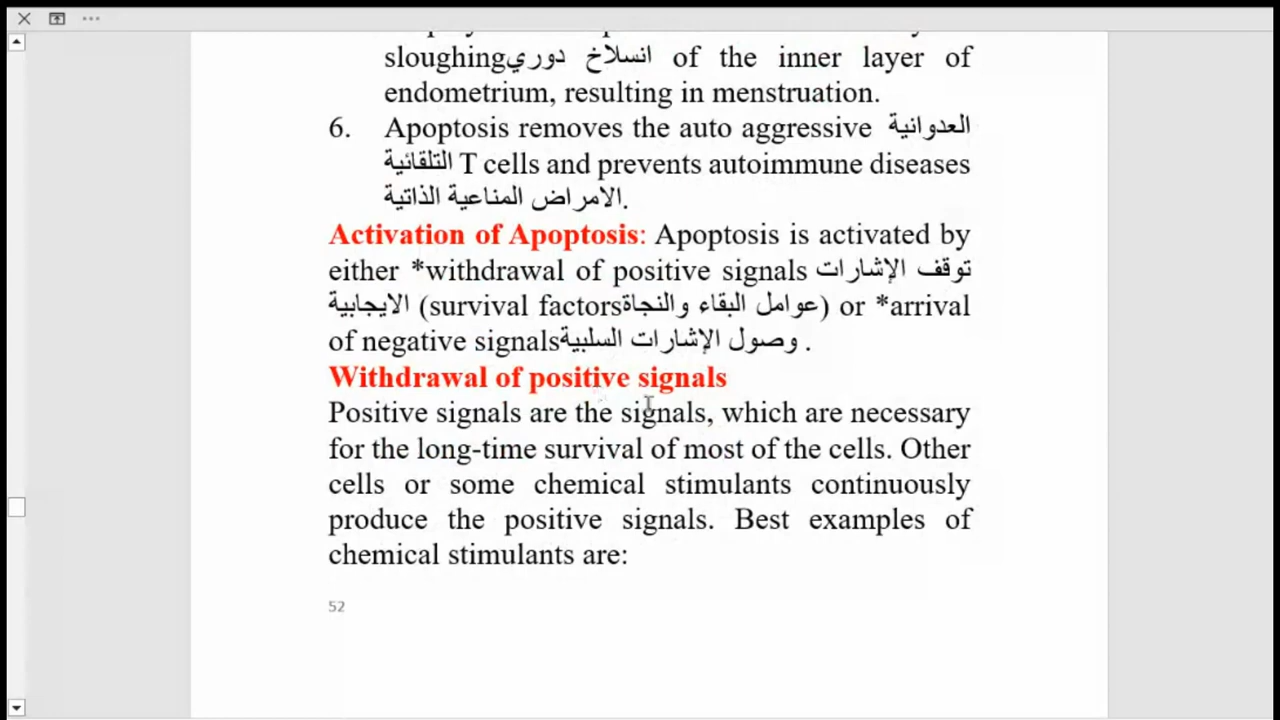 sloughingانسلاخ دوري of the inner layer of
endometrium, resulting in menstruation.
6. Apoptosis removes the auto aggressive العدوانية
التلقائية T cells and prevents autoimmune diseases
الامراض المناعية الذاتية.
Activation of Apoptosis: Apoptosis is activated by
either *withdrawal of positive signals توقف الإشارات
الايجابية (survival factorsعوامل البقاء والنجاة) or *arrival
of negative signalsوصول الإشارات السلبية .
Withdrawal of positive signals
Positive signals are the signals, which are necessary
for the long-time survival of most of the cells. Other
cells or some chemical stimulants continuously
produce the positive signals. Best examples of
chemical stimulants are:
52